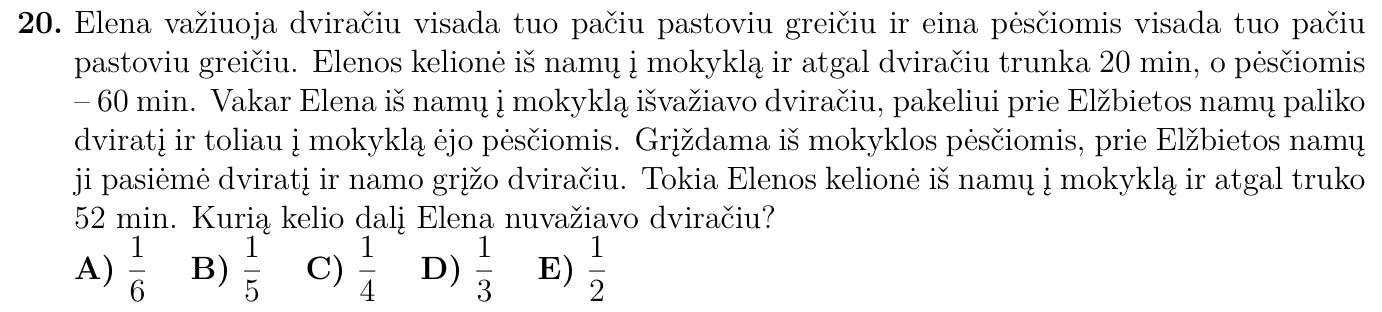 20. Elena važiuoja dviračiu visada tuo pačiu pastoviu greičiu ir eina pėsčiomis visada tuo pačiu
pastoviu greičiu. Elenos kelionė iš namų į mokyklą ir atgal dviračiu trunka 20 min, o pėsčiomis
– 60 min. Vakar Elena iš namų į mokyklą išvažiavo dviračiu, pakeliui prie Elžbietos namų paliko
dviratį ir toliau į mokyklą ėjo pėsčiomis. Grįždama iš mokyklos pėsčiomis, prie Elžbietos namų
ji pasiėmė dviratį ir namo grįžo dviračiu. Tokia Elenos kelionė iš namų į mokyklą ir atgal truko
52 min. Kurią kelio dalį Elena nuvažiavo dviračiu?
A) 1/6 B) 1/5 C) 1/4 D) 1/3 E) 1/2